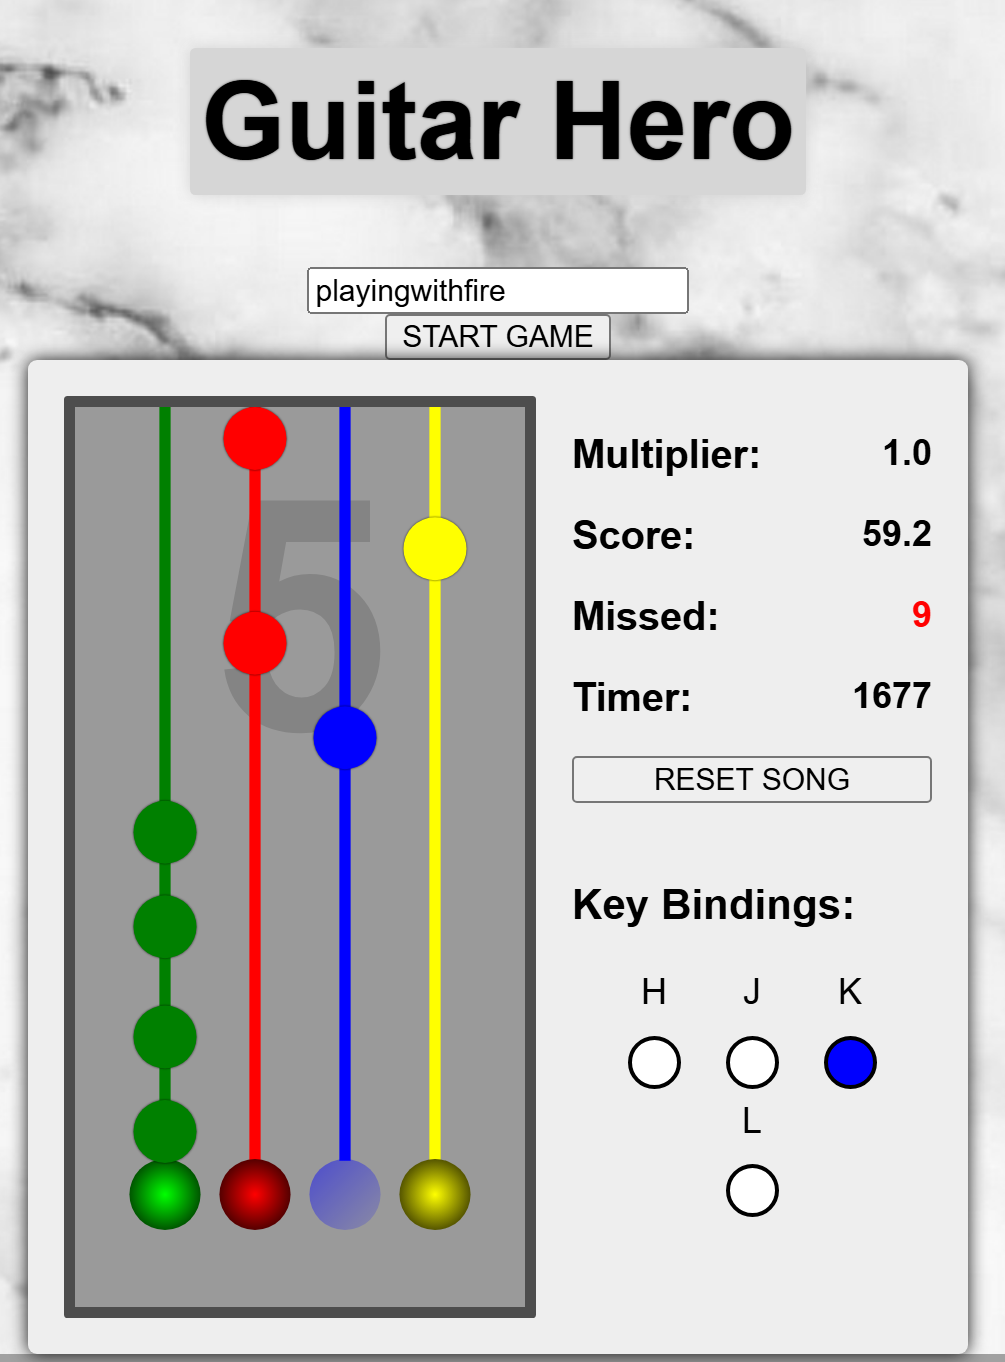 Guitar Hero
playingwithfire
START GAME
5
Multiplier: 1.0
Score: 59.2
Missed: 9
Timer: 1677
RESET SONG
Key Bindings:
H J K
L